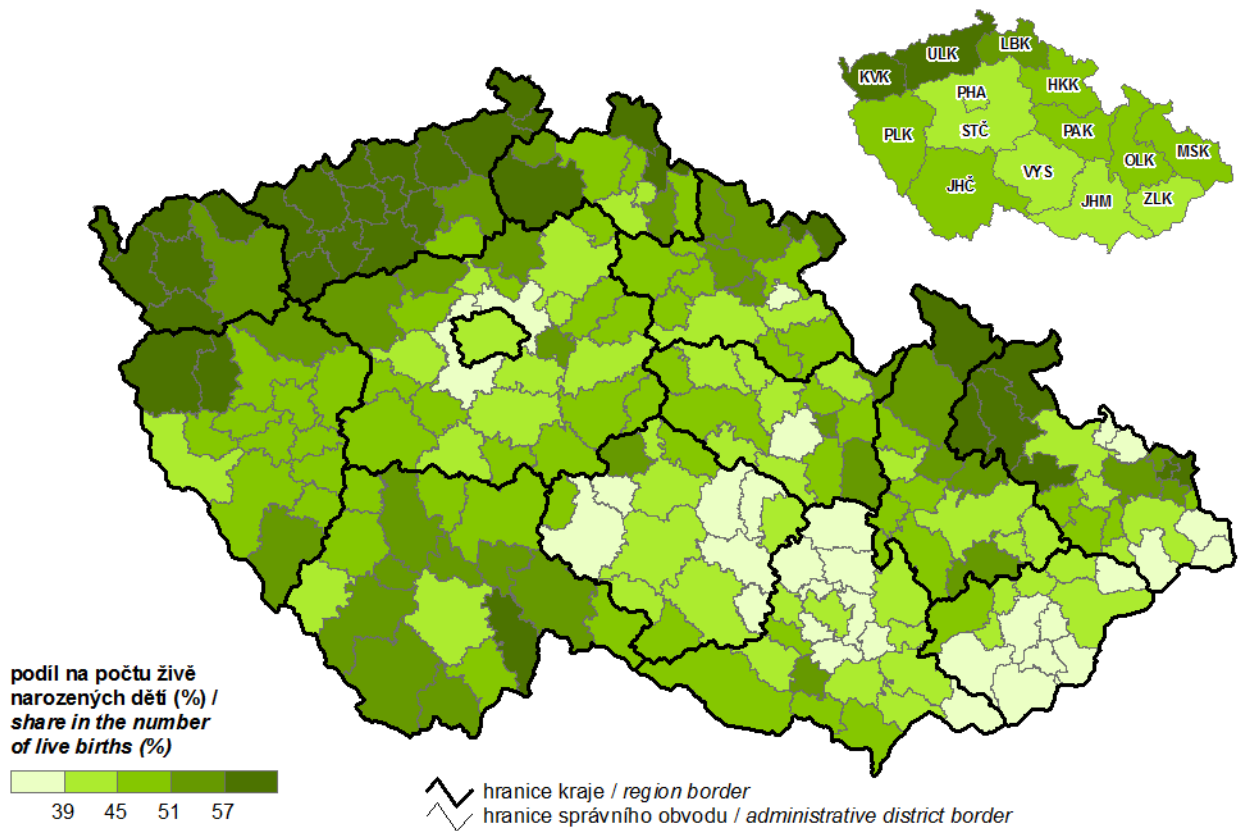 KVK
ULK
LBK
HKK
PHA
STČ
PLK
PAK
OLK
MSK
VYS
JHČ
JHM
ZLK
podíl na počtu živě
narozených dětí (%) /
share in the number
of live births (%)
39 45 51 57
hranice kraje / region border
hranice správního obvodu / administrative district border